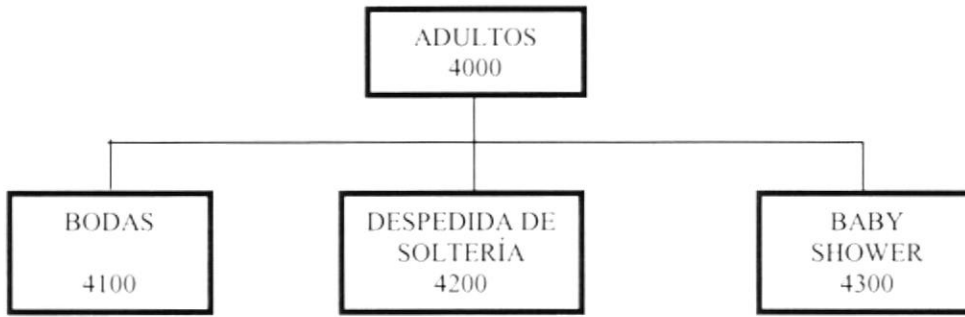 ADULTOS
4000
BODAS
4100
DESPEDIDA DE
SOLTERÍA
4200
BABY
SHOWER
4300